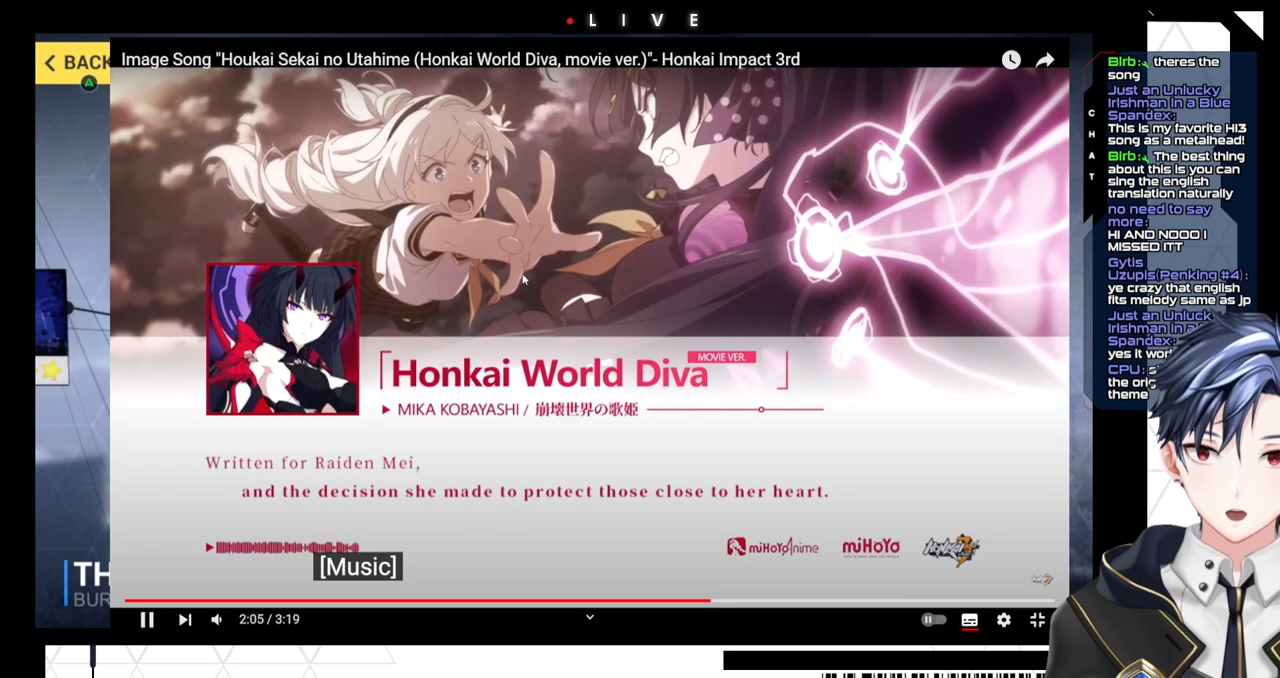 • L I V E
< BACK
A
Image Song "Houkai Sekai no Utahime (Honkai World Diva, movie ver.)"- Honkai Impact 3rd
MOVIE VER.
「Honkai World Diva」
MIKA KOBAYASHI / 崩壊世界の歌姫
Written for Raiden Mei,
and the decision she made to protect those close to her heart.
miHoYoAnime
miHoYo
[Music]
TH
BUR
2:05 / 3:19
C
H
A
T
Blrb: theres the
song
Just an Unlucky
Irishman in a Blue
Spandex:
This is my favorite HI3
song as a metalhead!
Blrb: The best thing
about this is you can
sing the english
translation naturally
no need to say
more:
HI AND NOOO I
MISSED ITT
Gytis
Uzupis(Penking #4):
ye crazy that english
fits melody same as jp
Just an Unluck
Irishman in a
Spandex:
yes it wor
CPU: s
the orig
theme